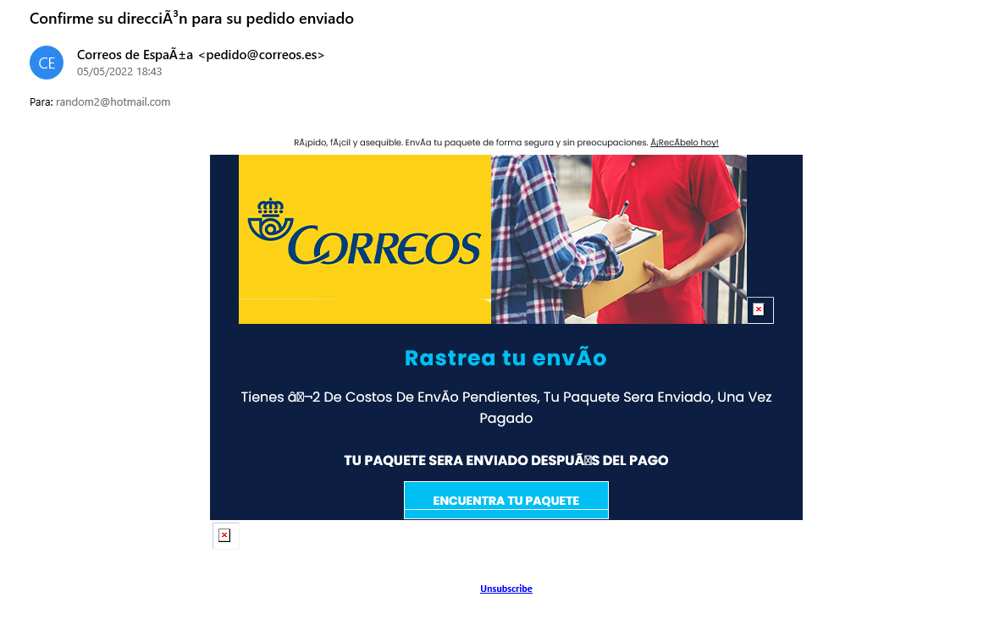 Confirme su direcciÃ³n para su pedido enviado
CE
Correos de EspaÃ±a <pedido@correos.es>
05/05/2022 18:43
Para: random2@hotmail.com
RÃ¡pido, fÃ¡cil y asequible. EnvÃa tu paquete de forma segura y sin preocupaciones. Â¡RecÃbelo hoy!
CORREOS
Rastrea tu envÃo
Tienes â�¬2 De Costos De EnvÃo Pendientes, Tu Paquete Sera Enviado, Una Vez
Pagado
TU PAQUETE SERA ENVIADO DESPUÃ�S DEL PAGO
ENCUENTRA TU PAQUETE
Unsubscribe